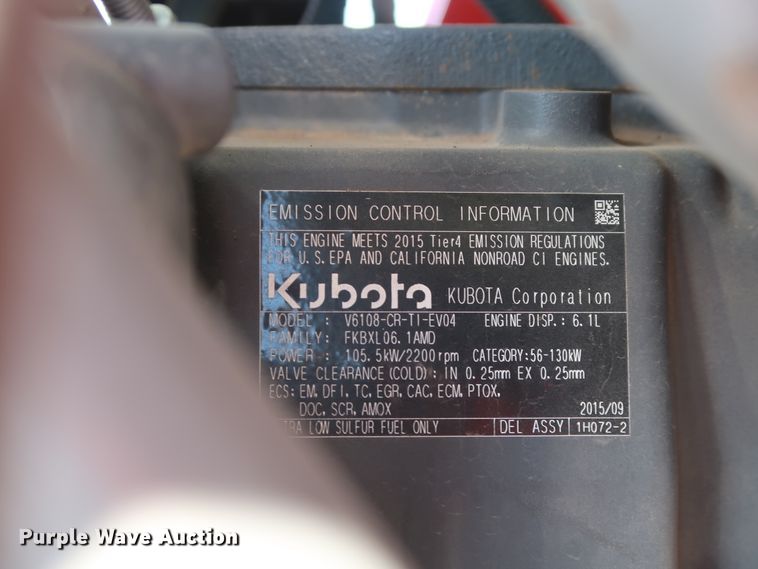 EMISSION CONTROL INFORMATION
THIS ENGINE MEETS 2015 Tier4 EMISSION REGULATIONS
FOR U.S. EPA AND CALIFORNIA NONROAD CI ENGINES.
Kubota KUBOTA Corporation
MODEL : V6108-CR-TI-EV04 ENGINE DISP.: 6.1L
FAMILY: FKBXL06.1AMD
POWER : 105.5kW/2200rpm CATEGORY:56-130kW
VALVE CLEARANCE(COLD): IN 0.25mm EX 0.25mm
ECS: EM, DFI, TC, EGR, CAC, ECM, PTOX,
DOC, SCR, AMOX 2015/09
LOW SULFUR FUEL ONLY DEL ASSY 1H072-2
Purple Wave Auction